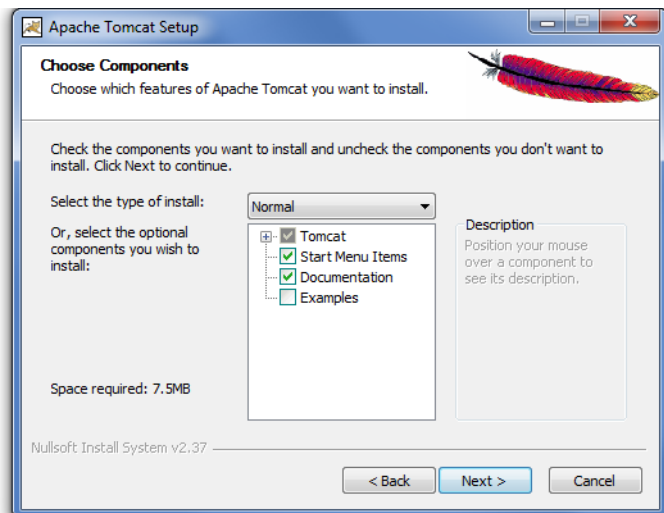 Apache Tomcat Setup
Choose Components
Choose which features of Apache Tomcat you want to install.
Check the components you want to install and uncheck the components you don't want to
install. Click Next to continue.
Select the type of install:
Normal
Or, select the optional
components you wish to
install:
Tomcat
Start Menu Items
Documentation
Examples
Description
Position your mouse
over a component to
see its description.
Space required: 7.5MB
Nullsoft Install System v2.37
< Back
Next >
Cancel